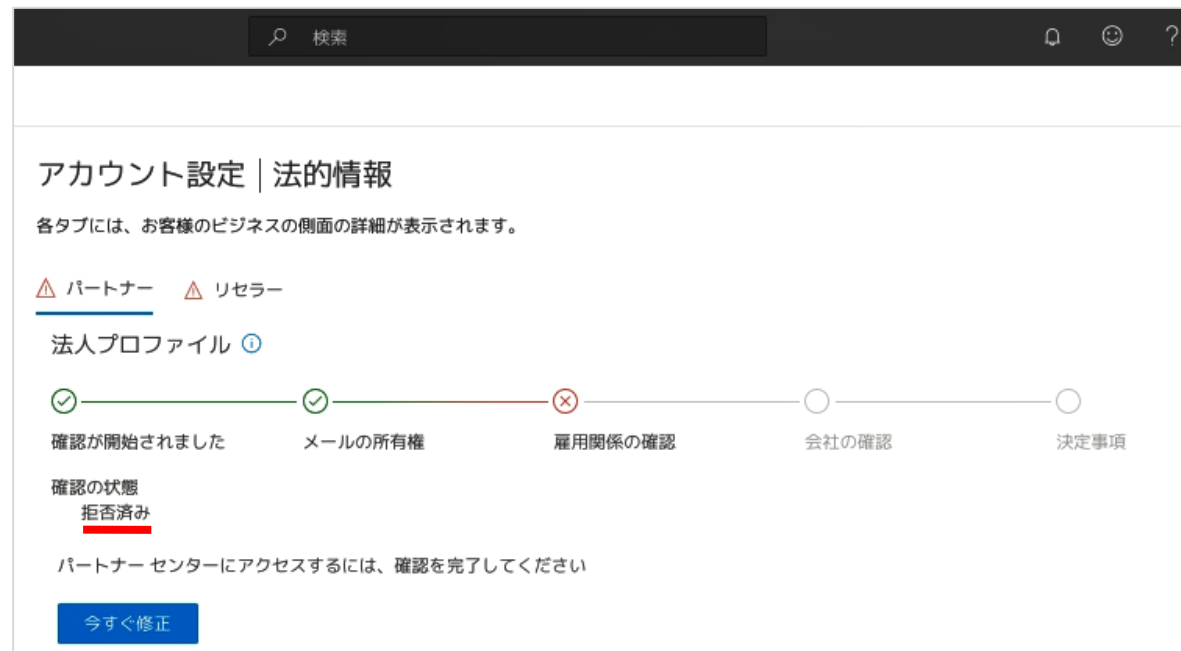 検索
?
アカウント設定 | 法的情報
各タブには、お客様のビジネスの側面の詳細が表示されます。
パートナー リセラー
法人プロファイル
確認が開始されました メールの所有権 雇用関係の確認 会社の確認 決定事項
確認の状態
拒否済み
パートナー センターにアクセスするには、確認を完了してください
今すぐ修正